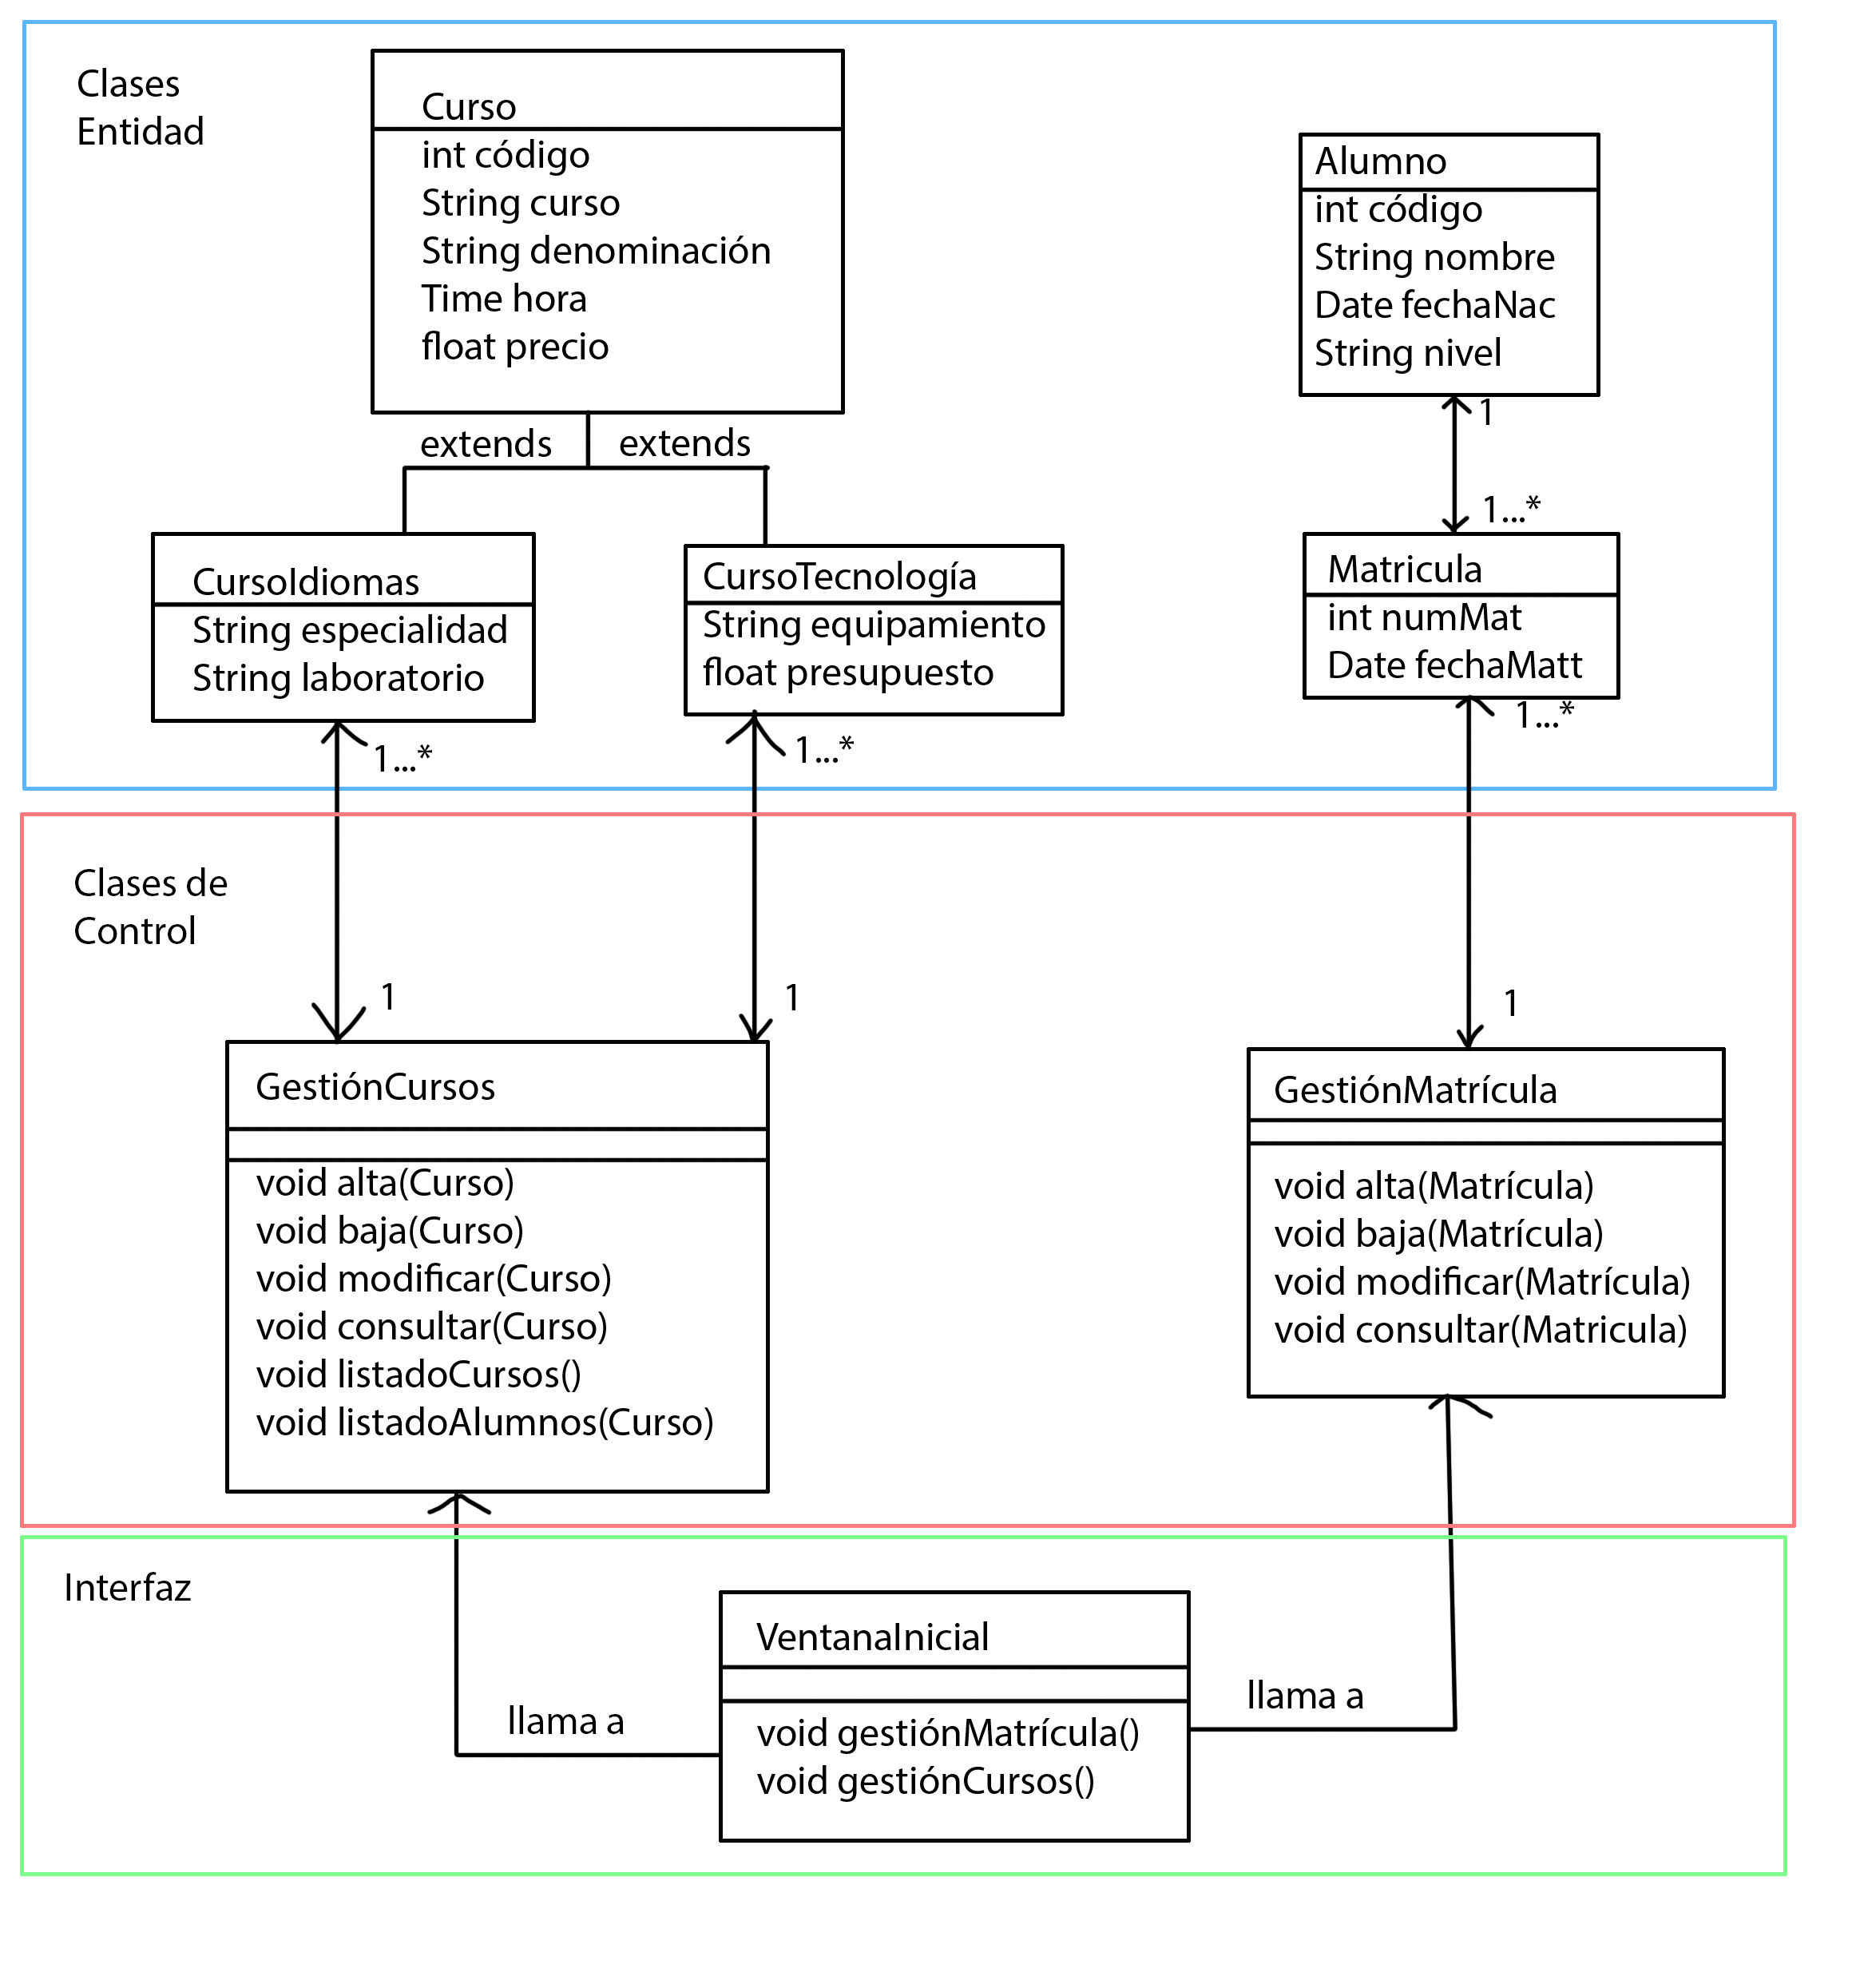 Clases
Entidad
Curso
int código
String curso
String denominación
Time hora
float precio
Alumno
int código
String nombre
Date fechaNac
String nivel
extends
extends
1
1...*
CursoIdiomas
String especialidad
String laboratorio
CursoTecnología
String equipamiento
float presupuesto
Matricula
int numMat
Date fechaMatt
1...*
1...*
1...*
Clases de
Control
1
1
1
GestiónCursos
void alta(Curso)
void baja(Curso)
void modificar(Curso)
void consultar(Curso)
void listadoCursos()
void listadoAlumnos(Curso)
GestiónMatrícula
void alta(Matrícula)
void baja(Matrícula)
void modificar(Matrícula)
void consultar(Matricula)
Interfaz
VentanaInicial
void gestiónMatrícula()
void gestiónCursos()
llama a
llama a